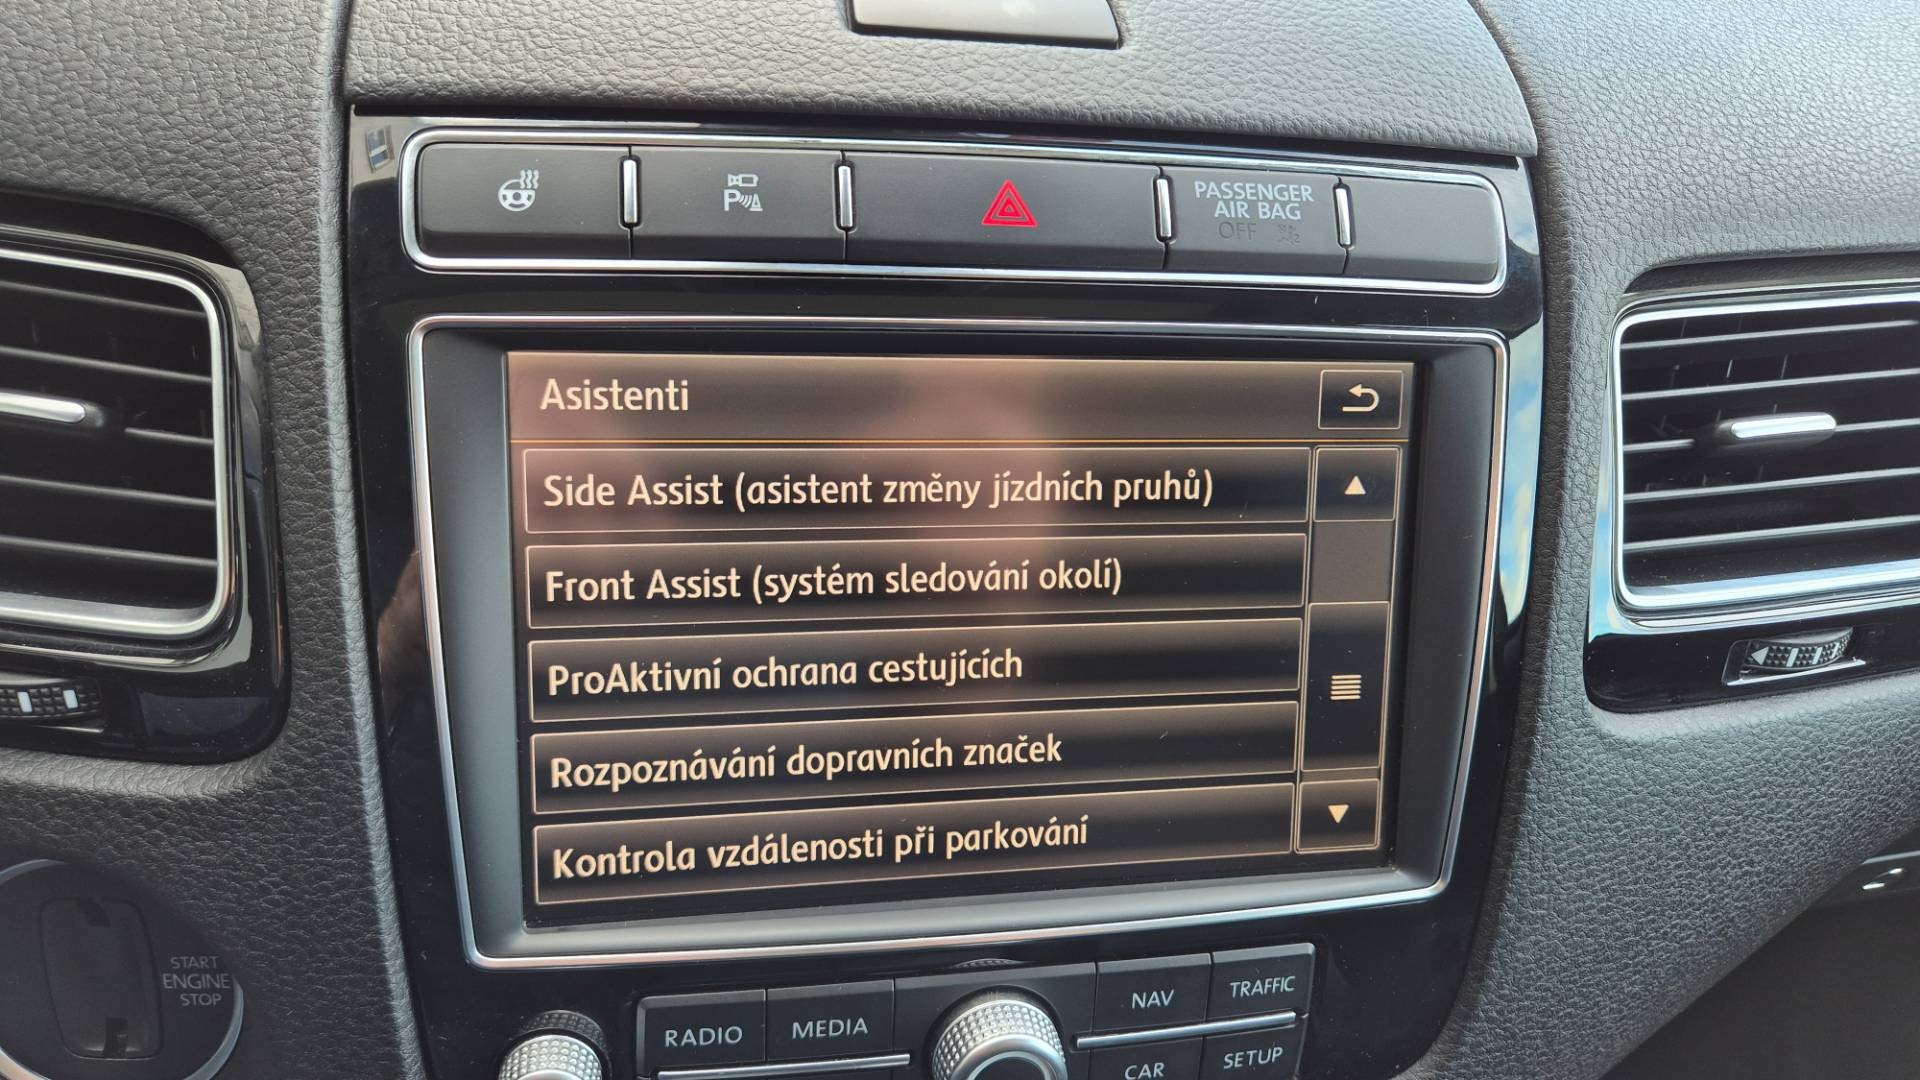 PASSENGER
AIR BAG
OFF
Asistenti
Side Assist (asistent změny jízdních pruhů)
Front Assist (systém sledování okolí)
ProAktivní ochrana cestujících
Rozpoznávání dopravních značek
Kontrola vzdálenosti při parkování
START
ENGINE
STOP
RADIO
MEDIA
NAV
TRAFFIC
CAR
SETUP